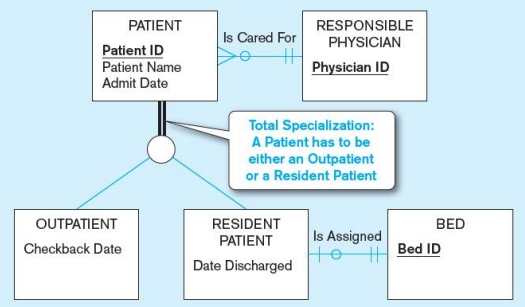 PATIENT
Patient ID
Patient Name
Admit Date
Is Cared For
RESPONSIBLE
PHYSICIAN
Physician ID
Total Specialization:
A Patient has to be
either an Outpatient
or a Resident Patient
OUTPATIENT
Checkback Date
RESIDENT
PATIENT
Date Discharged
Is Assigned
BED
Bed ID